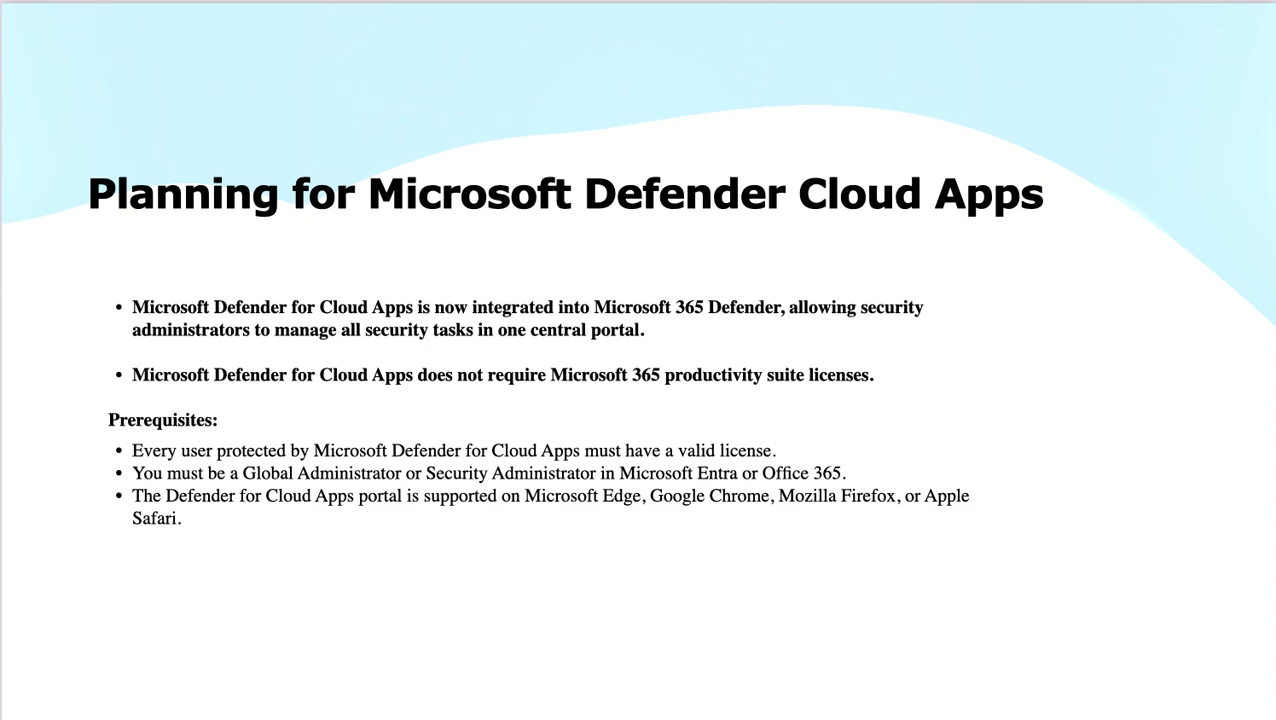 Planning for Microsoft Defender Cloud Apps
• Microsoft Defender for Cloud Apps is now integrated into Microsoft 365 Defender, allowing security
administrators to manage all security tasks in one central portal.
• Microsoft Defender for Cloud Apps does not require Microsoft 365 productivity suite licenses.
Prerequisites:
• Every user protected by Microsoft Defender for Cloud Apps must have a valid license.
• You must be a Global Administrator or Security Administrator in Microsoft Entra or Office 365.
• The Defender for Cloud Apps portal is supported on Microsoft Edge, Google Chrome, Mozilla Firefox, or Apple
Safari.